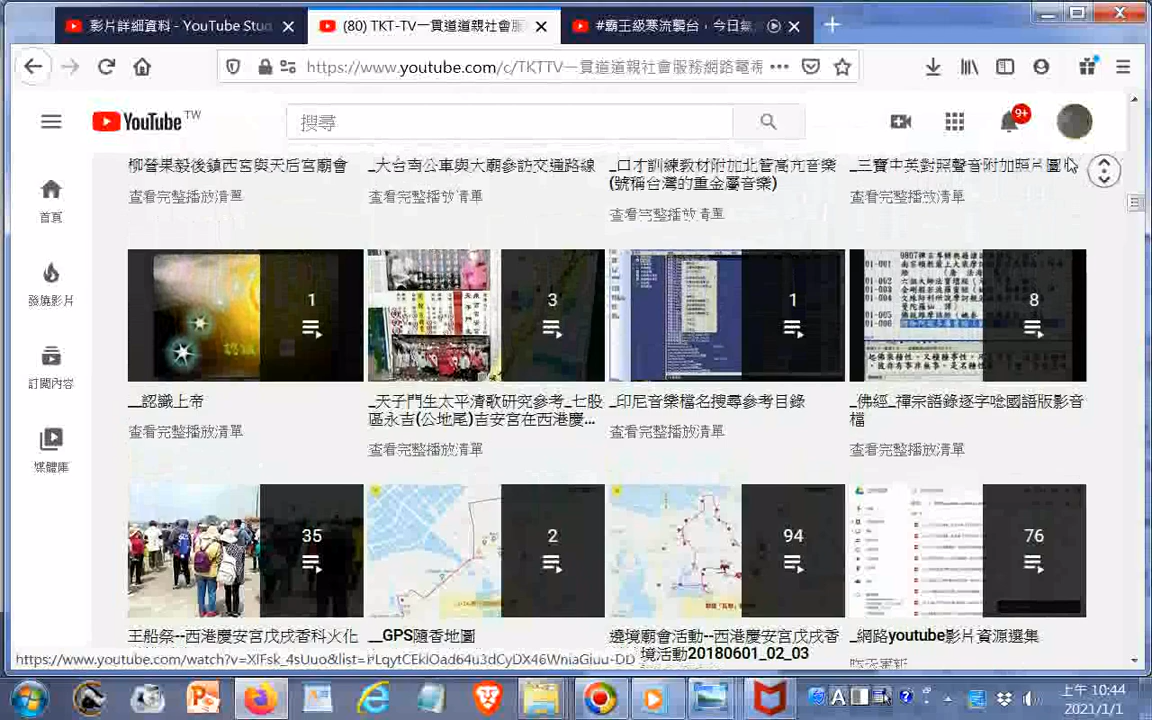 影片詳細資料 - YouTube Stud
(80) TKT-TV一貫道道親社會服
#霸王級寒流襲台，今日氣
https://www.youtube.com/c/TKTTV一貫道道親社會服務網路電視
YouTube TW
搜尋
9+
柳營果毅後鎮西宮與天后宮廟會
查看完整播放清單
_大台南公車與大廟參訪交通路線
查看完整播放清單
_口才訓練教材附加北管高亢音樂
(號稱台灣的重金屬音樂)
查看完整播放清單
_三寶中英對照聲音附加照片圖
查看完整播放清單
首頁
發燒影片
訂閱內容
媒體庫
1
3
1
8
__認識上帝
查看完整播放清單
_天子門生太平清歌研究參考_七股
區永吉(公地尾)吉安宮在西港慶...
查看完整播放清單
_印尼音樂檔名搜尋參考目錄
查看完整播放清單
_佛經_禪宗語錄逐字唸國語版影音
檔
查看完整播放清單
35
2
94
76
王船祭--西港慶安宮戊戌香科火化
__GPS隨香地圖
遶境廟會活動--西港慶安宮戊戌香
境活動20180601_02_03
_網路youtube影片資源選集
昨天更新
https://www.youtube.com/watch?v=XlFsk_4sUuo&list=PLqytCEklOad64u3dCyDX46WniaGiuu-DD
上午 10:44
2021/1/1